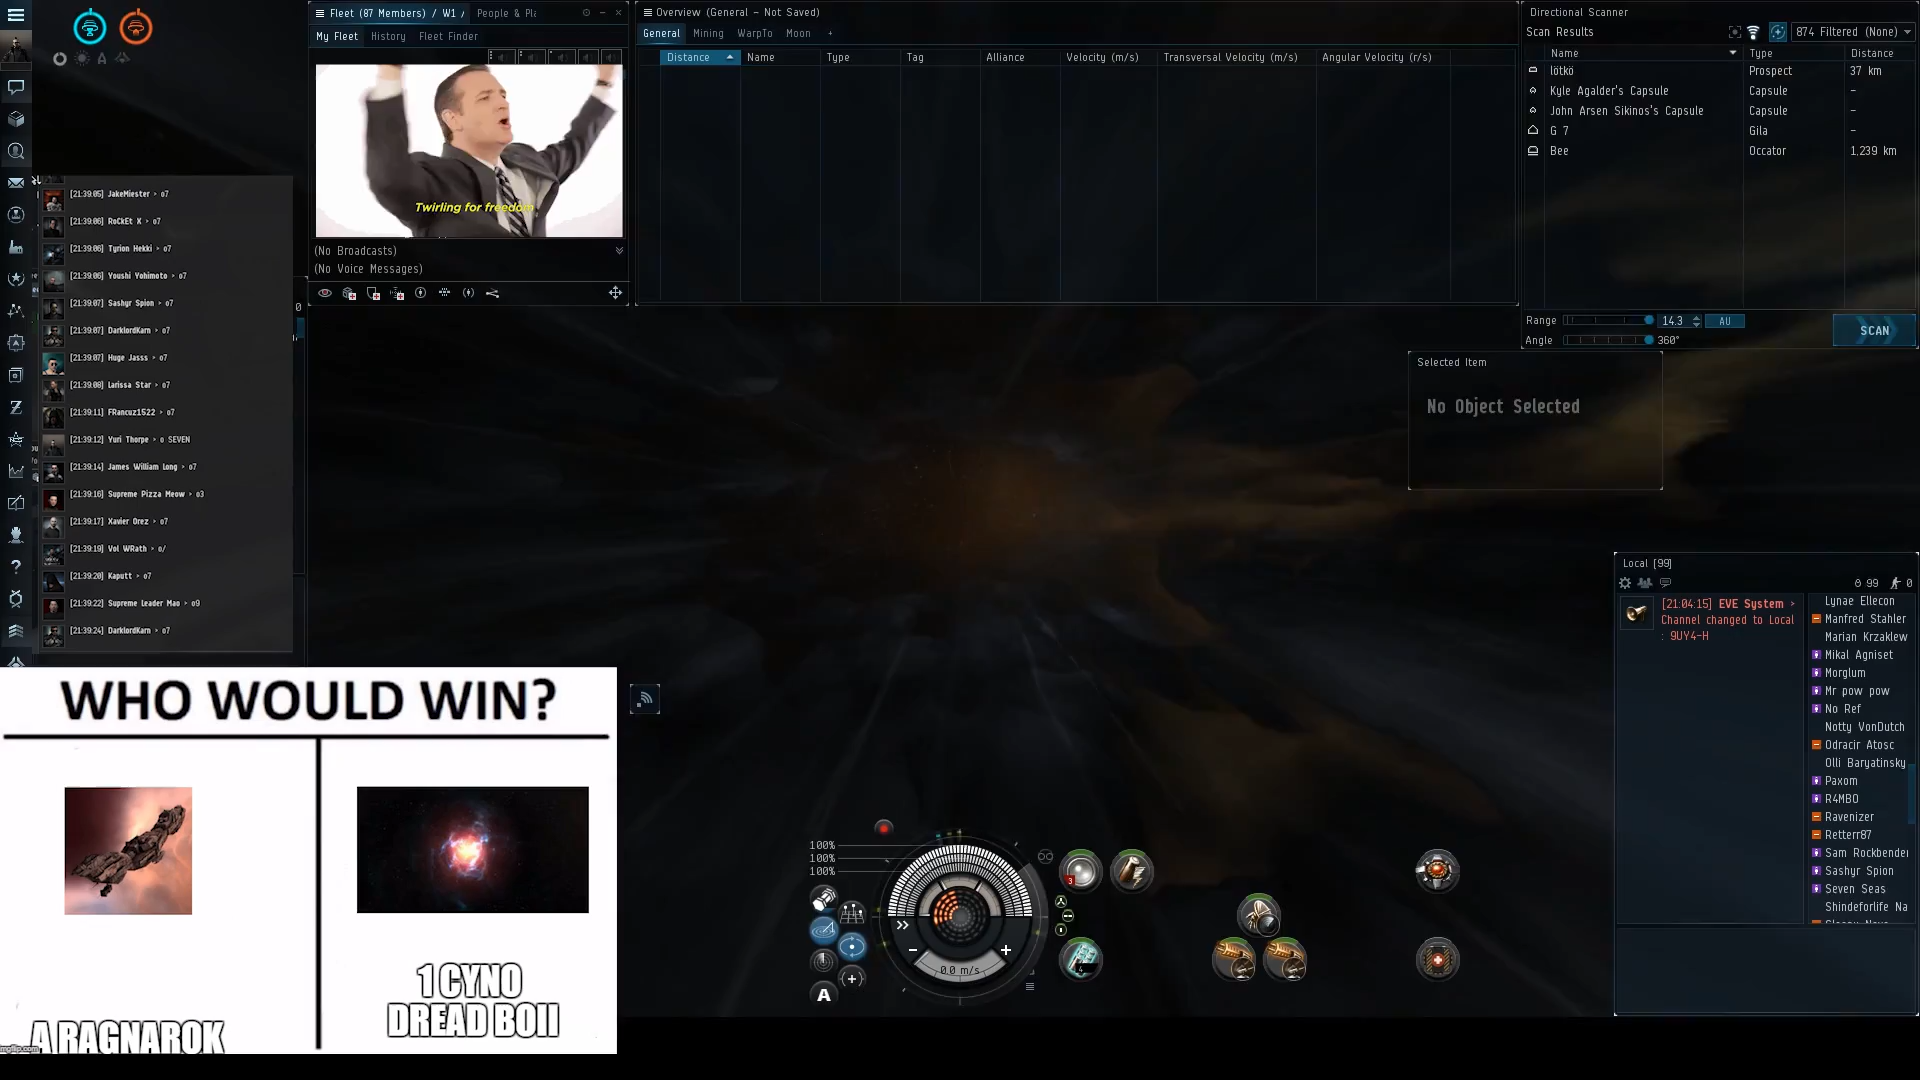 Fleet (87 Members) / W1 /
People & Pla
My Fleet
History
Fleet Finder
Twirling for freedom
(No Broadcasts)
(No Voice Messages)
[21:39:05] JakeMiester > o7
[21:39:06] RoCkEt X > o7
[21:39:06] Tyrion Hekki > o7
[21:39:06] Youshi Yohimoto > o7
[21:39:07] Sashyr Spion > o7
[21:39:07] DarklordKarn > o7
[21:39:07] Huge Jasss > o7
[21:39:08] Larissa Star > o7
[21:39:11] FRancuz1522 > o7
[21:39:12] Yuri Thorpe > o SEVEN
[21:39:14] James William Long > o7
[21:39:16] Supreme Pizza Meow > o3
[21:39:17] Xavier Orez > o7
[21:39:19] Vol WRath > o/
[21:39:20] Kaputt > o7
[21:39:22] Supreme Leader Mao > o9
[21:39:24] DarklordKarn > o7
Overview (General - Not Saved)
General
Mining
WarpTo
Moon
+
Distance
Name
Type
Tag
Alliance
Velocity (m/s)
Transversal Velocity (m/s)
Angular Velocity (r/s)
Directional Scanner
Scan Results
874 Filtered (None)
Name
Type
Distance
lötkö
Prospect
37 km
Kyle Agalder's Capsule
Capsule
-
John Arsen Sikinos's Capsule
Capsule
-
G 7
Gila
-
Bee
Occator
1,239 km
Range
14.3
AU
SCAN
Angle
360°
Selected Item
No Object Selected
Local [99]
99
0
[21:04:15] EVE System >
Channel changed to Local
: 9UY4-H
Lynae Ellecon
Manfred Stahler
Marian Krzaklew
Mikal Agniset
Morglum
Mr pow pow
No Ref
Notty VonDutch
Odracir Atosc
Olli Baryatinsky
Paxom
R4MBO
Ravenizer
Retterr87
Sam Rockbender
Sashyr Spion
Seven Seas
Shindeforlife Na
WHO WOULD WIN?
A RAGNAROK
1 CYNO
DREAD BOII
imgflip.com
100%
100%
100%
0.0 m/s
3
4
A